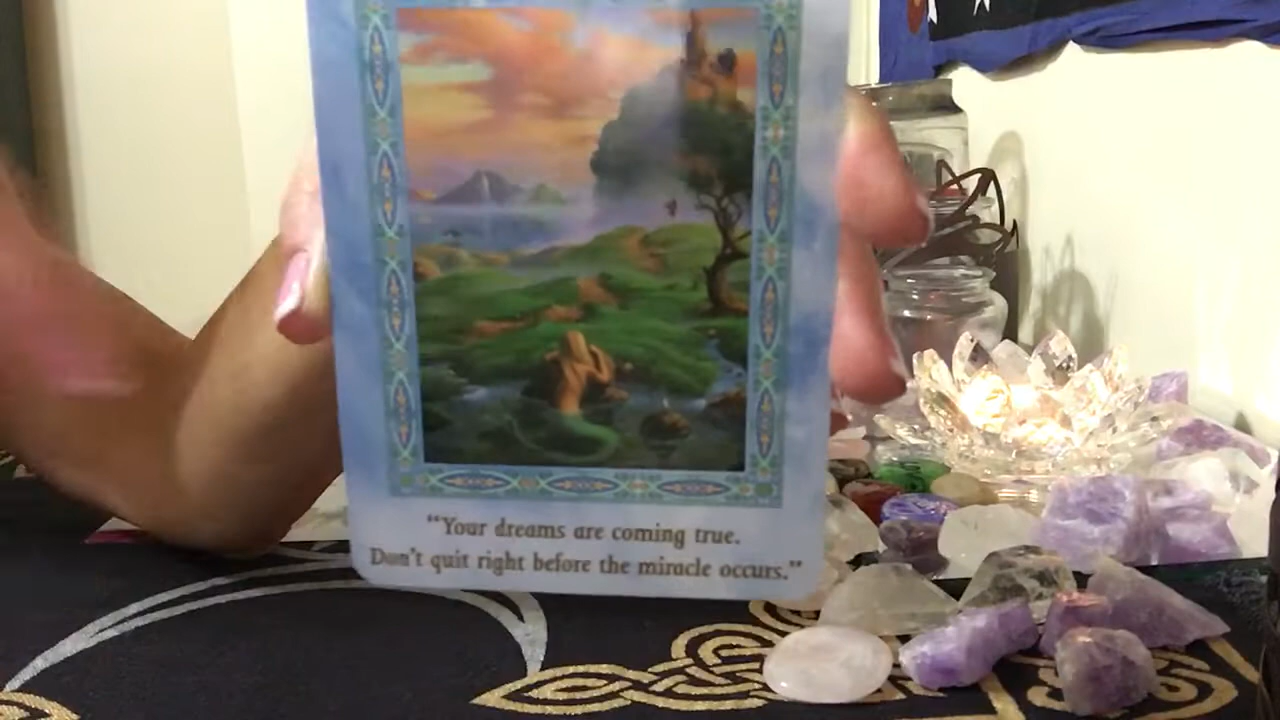 “Your dreams are coming true.
Don't quit right before the miracle occurs.”